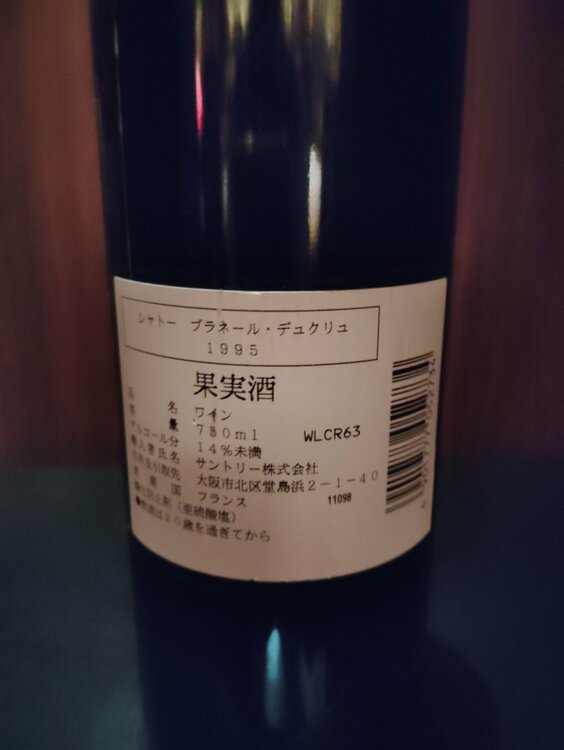 シャトー ブラネール・デュクリュ
1995
果実酒
品名 ワイン
容量 750ml
WLCR63
アルコール分 14%未満
輸入者氏名 サントリー株式会社
住所及引取先 大阪市北区堂島浜2-1-40
原産国 フランス
11098
酸化防止剤(亜硫酸塩)
●飲酒は20歳を過ぎてから